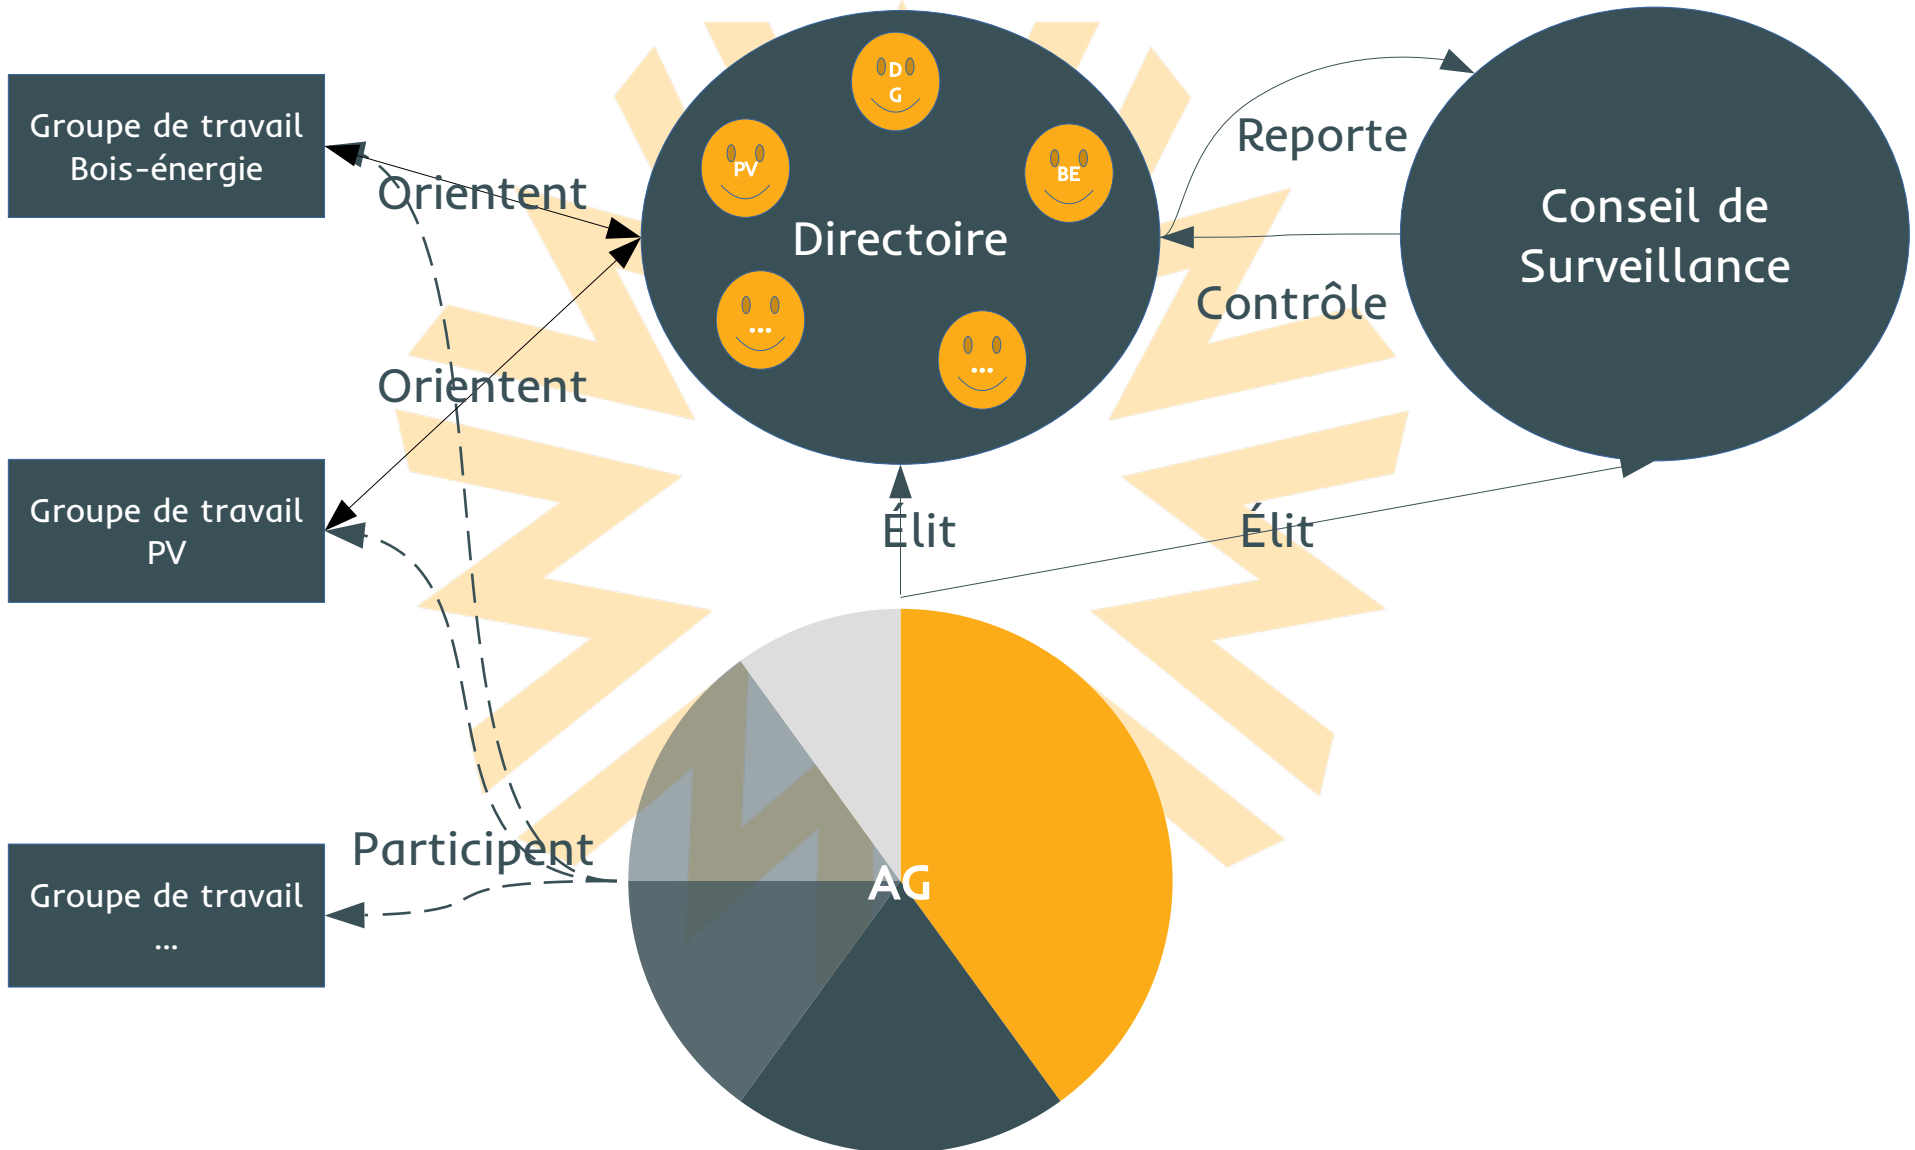 D
G
PV
BE
Directoire
...
...
Reporte
Conseil de
Surveillance
Contrôle
Groupe de travail
Bois-énergie
Orientent
Orientent
Groupe de travail
PV
Élit
Élit
Participent
Groupe de travail
...
AG